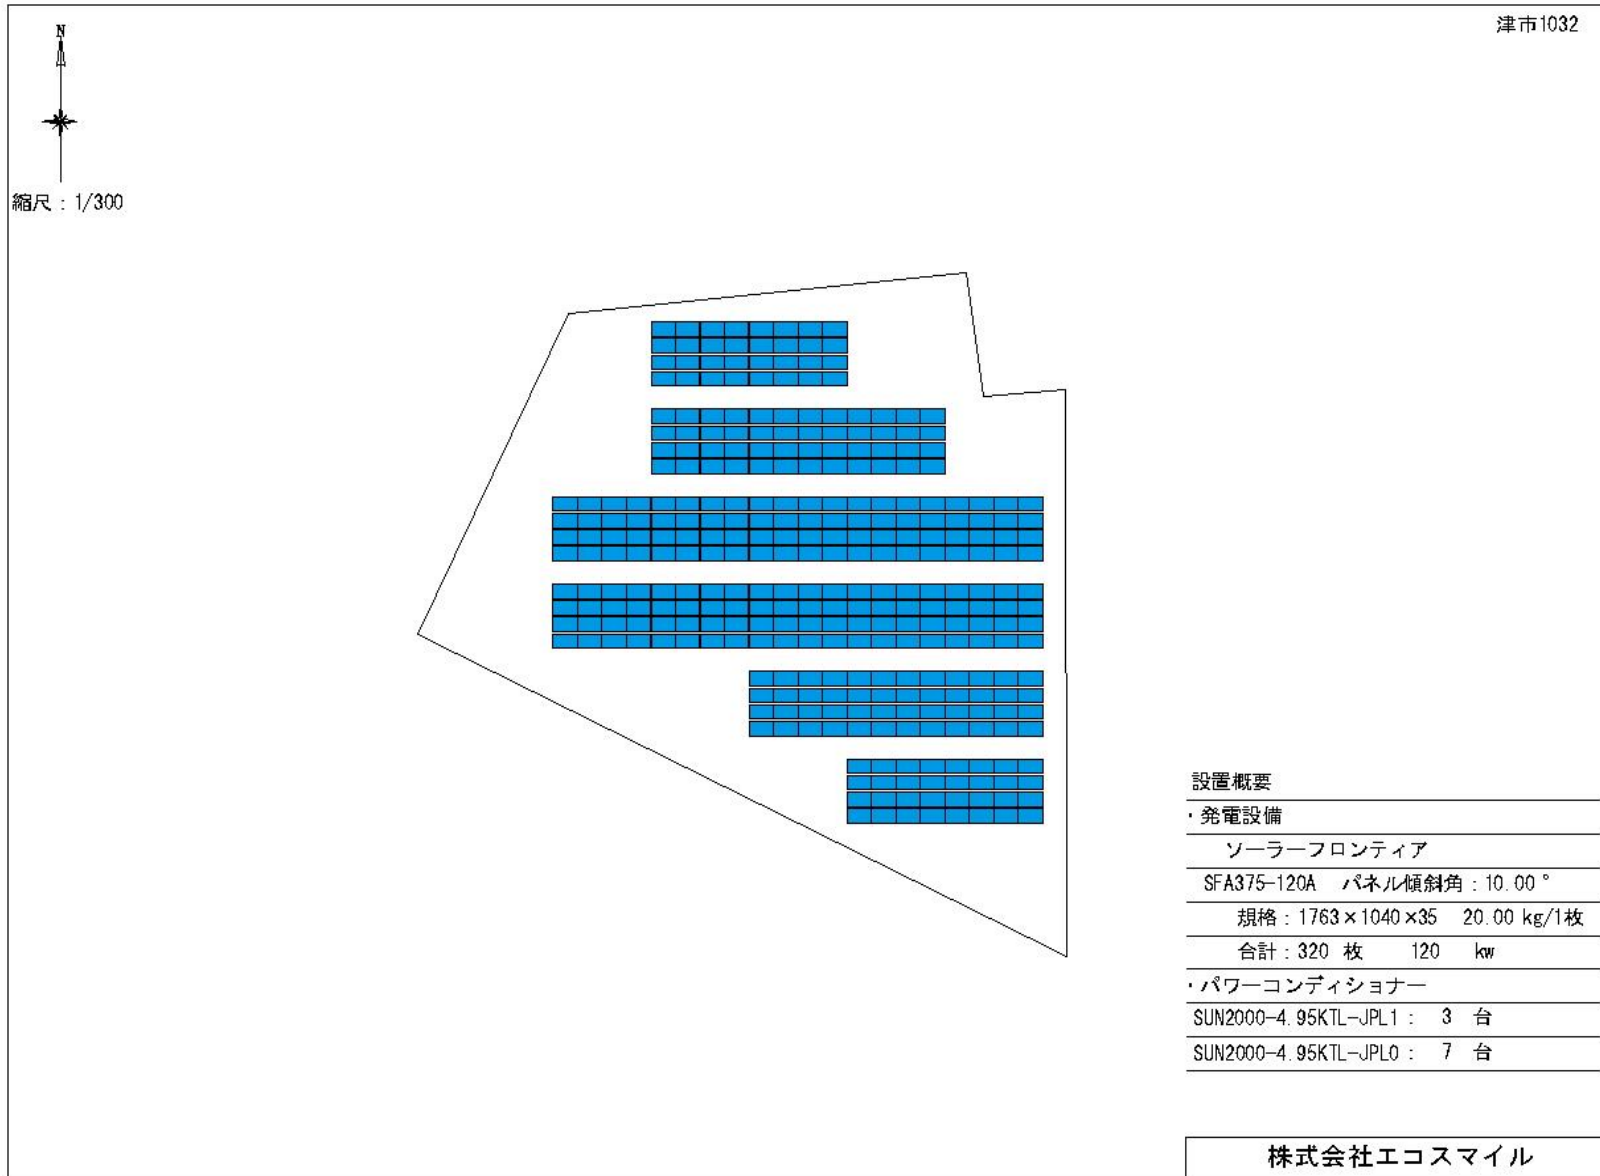 津市1032
N
縮尺：1/300
設置概要
・発電設備
ソーラーフロンティア
SFA375-120A パネル傾斜角：10.00°
規格：1763×1040×35 20.00 kg/1枚
合計：320 枚 120 kw
・パワーコンディショナー
SUN2000-4.95KTL-JPL1： 3 台
SUN2000-4.95KTL-JPL0： 7 台
株式会社エコスマイル